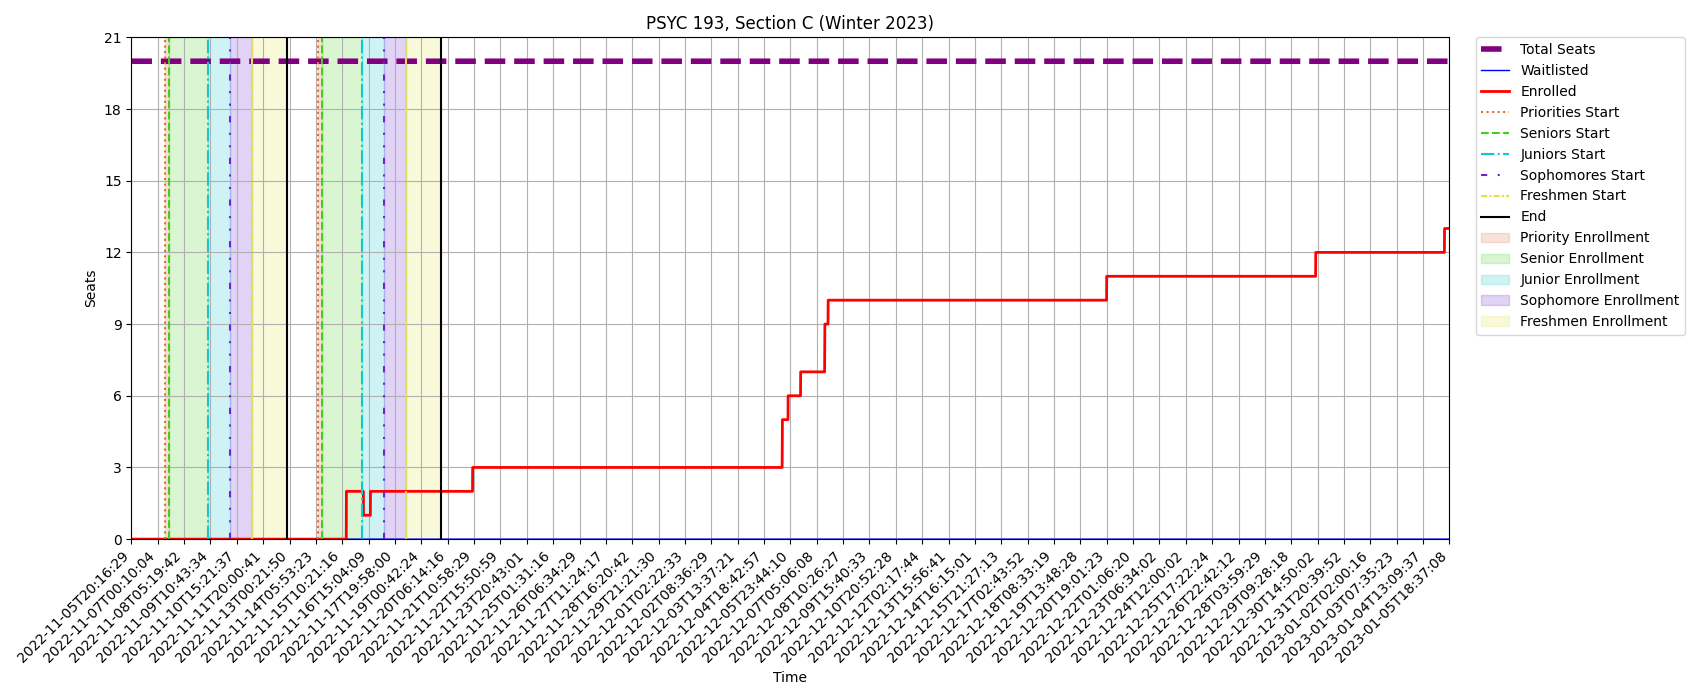 PSYC 193, Section C (Winter 2023)
Seats
21
18
15
12
9
6
3
0
2022-11-05T20:16:29
2022-11-07T00:10:04
2022-11-08T05:19:42
2022-11-09T10:43:34
2022-11-10T15:21:37
2022-11-11T20:00:41
2022-11-13T00:21:50
2022-11-14T05:53:23
2022-11-15T10:21:16
2022-11-16T15:04:09
2022-11-17T19:58:00
2022-11-19T00:42:24
2022-11-20T06:14:16
2022-11-21T10:58:29
2022-11-23T20:43:01
2022-11-22T15:50:59
2022-11-25T01:31:16
2022-11-26T06:34:29
2022-11-27T11:24:17
2022-11-28T16:20:42
2022-11-29T21:21:30
2022-12-01T02:22:33
2022-12-02T08:36:29
2022-12-03T13:37:21
2022-12-04T18:42:57
2022-12-05T23:44:10
2022-12-07T05:06:08
2022-12-08T10:26:27
2022-12-09T15:40:33
2022-12-10T20:52:28
2022-12-12T02:17:44
2022-12-13T15:56:41
2022-12-14T16:15:01
2022-12-15T21:27:13
2022-12-17T02:43:52
2022-12-18T08:33:19
2022-12-19T13:48:28
2022-12-20T19:01:23
2022-12-22T01:06:20
2022-12-23T06:34:02
2022-12-24T12:00:02
2022-12-25T17:22:24
2022-12-26T22:42:12
2022-12-28T03:59:29
2022-12-29T09:28:18
2022-12-30T14:50:02
2022-12-31T20:39:52
2023-01-02T02:00:16
2023-01-03T07:35:23
2023-01-04T13:09:37
2023-01-05T18:37:08
Time
Total Seats
Waitlisted
Enrolled
Priorities Start
Seniors Start
Juniors Start
Sophomores Start
Freshmen Start
End
Priority Enrollment
Senior Enrollment
Junior Enrollment
Sophomore Enrollment
Freshmen Enrollment